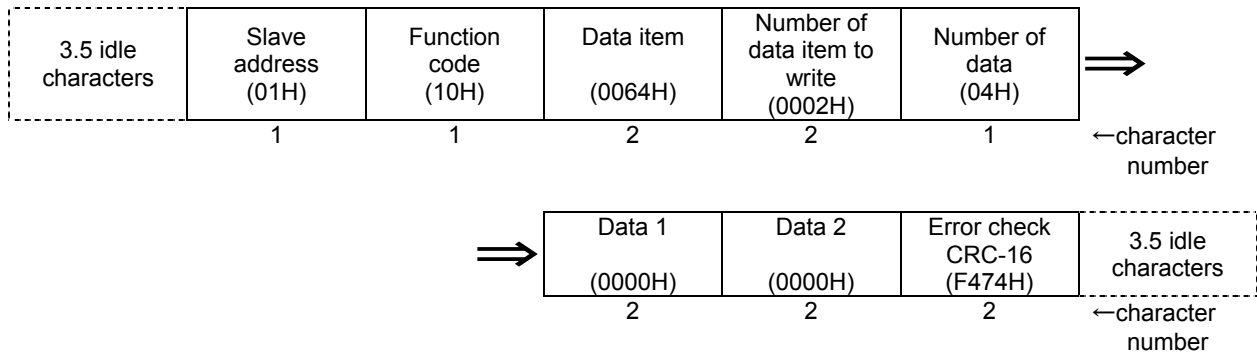 3.5 idle
characters
Slave
address
(01H)
Function
code
(10H)
Data item
(0064H)
Number of
data item to
write
(0002H)
Number of
data
(04H)
⇒
1 1 2 2 1 ←character
number
⇒
Data 1
(0000H)
Data 2
(0000H)
Error check
CRC-16
(F474H)
3.5 idle
characters
2 2 2 ←character
number